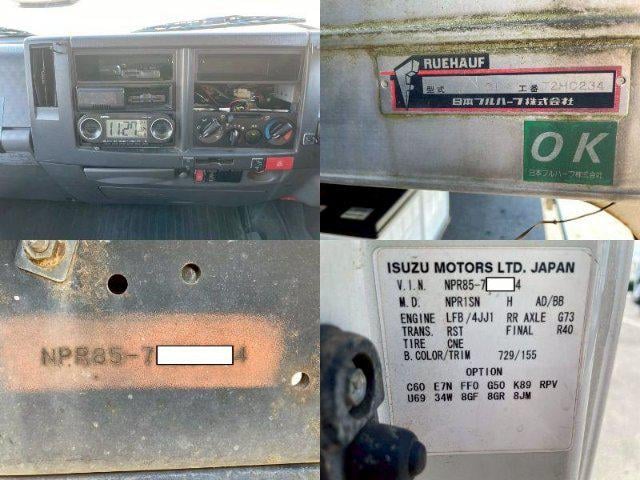 1127
RUEHAUF
型式 工番 2HC234
日本フルハーフ株式会社
OK
日本フルハーフ株式会社
NPR85-7 4
ISUZU MOTORS LTD. JAPAN
V.I.N. NPR85-7 4
M.D. NPR1SN H AD/BB
ENGINE LFB/4JJ1 RR AXLE G73
TRANS. RST FINAL R40
TIRE CNE
B.COLOR/TRIM 729/155
OPTION
C60 E7N FF0 G50 K89 RPV
U69 34W 8GF 8GR 8JM